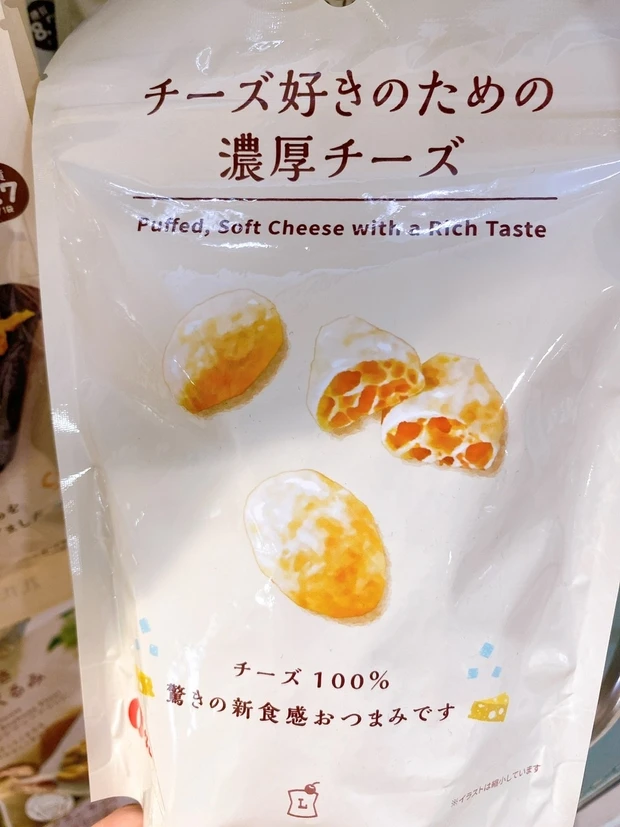 チーズ好きのための
濃厚チーズ
Puffed, Soft Cheese with a Rich Taste
チーズ100%
驚きの新食感おつまみです
L
※イラストは縮小しています